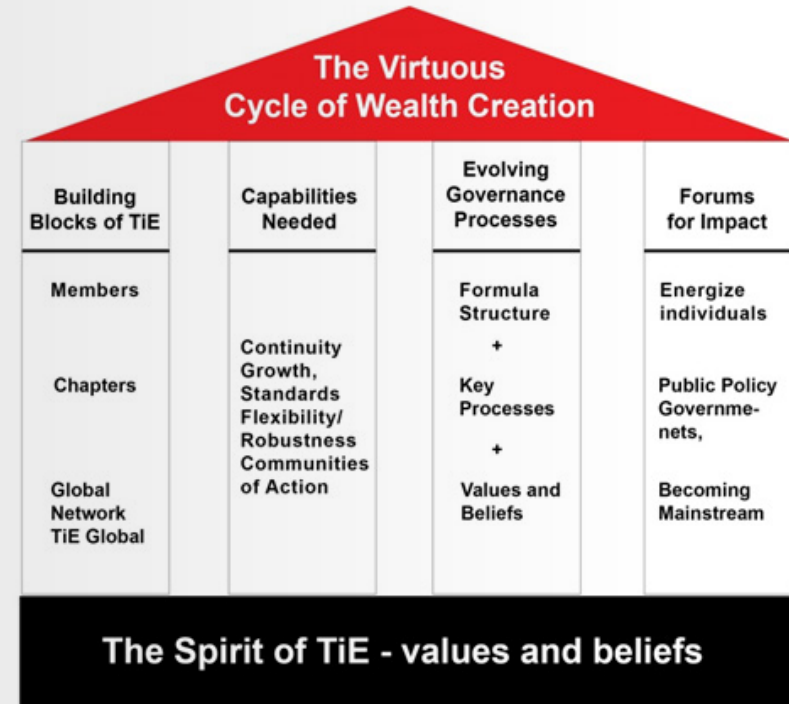 The Virtuous
Cycle of Wealth Creation
Building
Blocks of TiE
Members
Chapters
Global
Network
TiE Global
Capabilities
Needed
Continuity
Growth,
Standards
Flexibility/
Robustness
Communities
of Action
Evolving
Governance
Processes
Formula
Structure
+
Key
Processes
+
Values and
Beliefs
Forums
for Impact
Energize
individuals
Public Policy
Governme-
nets,
Becoming
Mainstream
The Spirit of TiE - values and beliefs